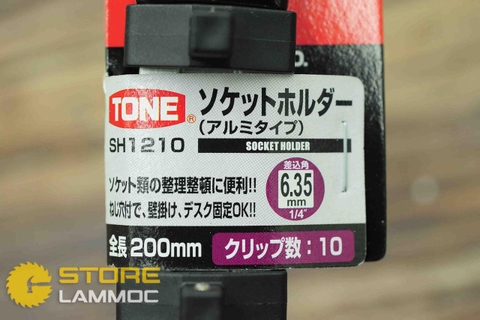 O.
TONE®
ソケットホルダー
(アルミタイプ)
SH1210
SOCKET HOLDER
ソケット類の整理整頓に便利!!
ねじ穴付で、壁掛け、デスク固定OK!!
差込角
6.35
mm
1/4"
全長200mm
クリップ数:10
STORE
LAMMOC